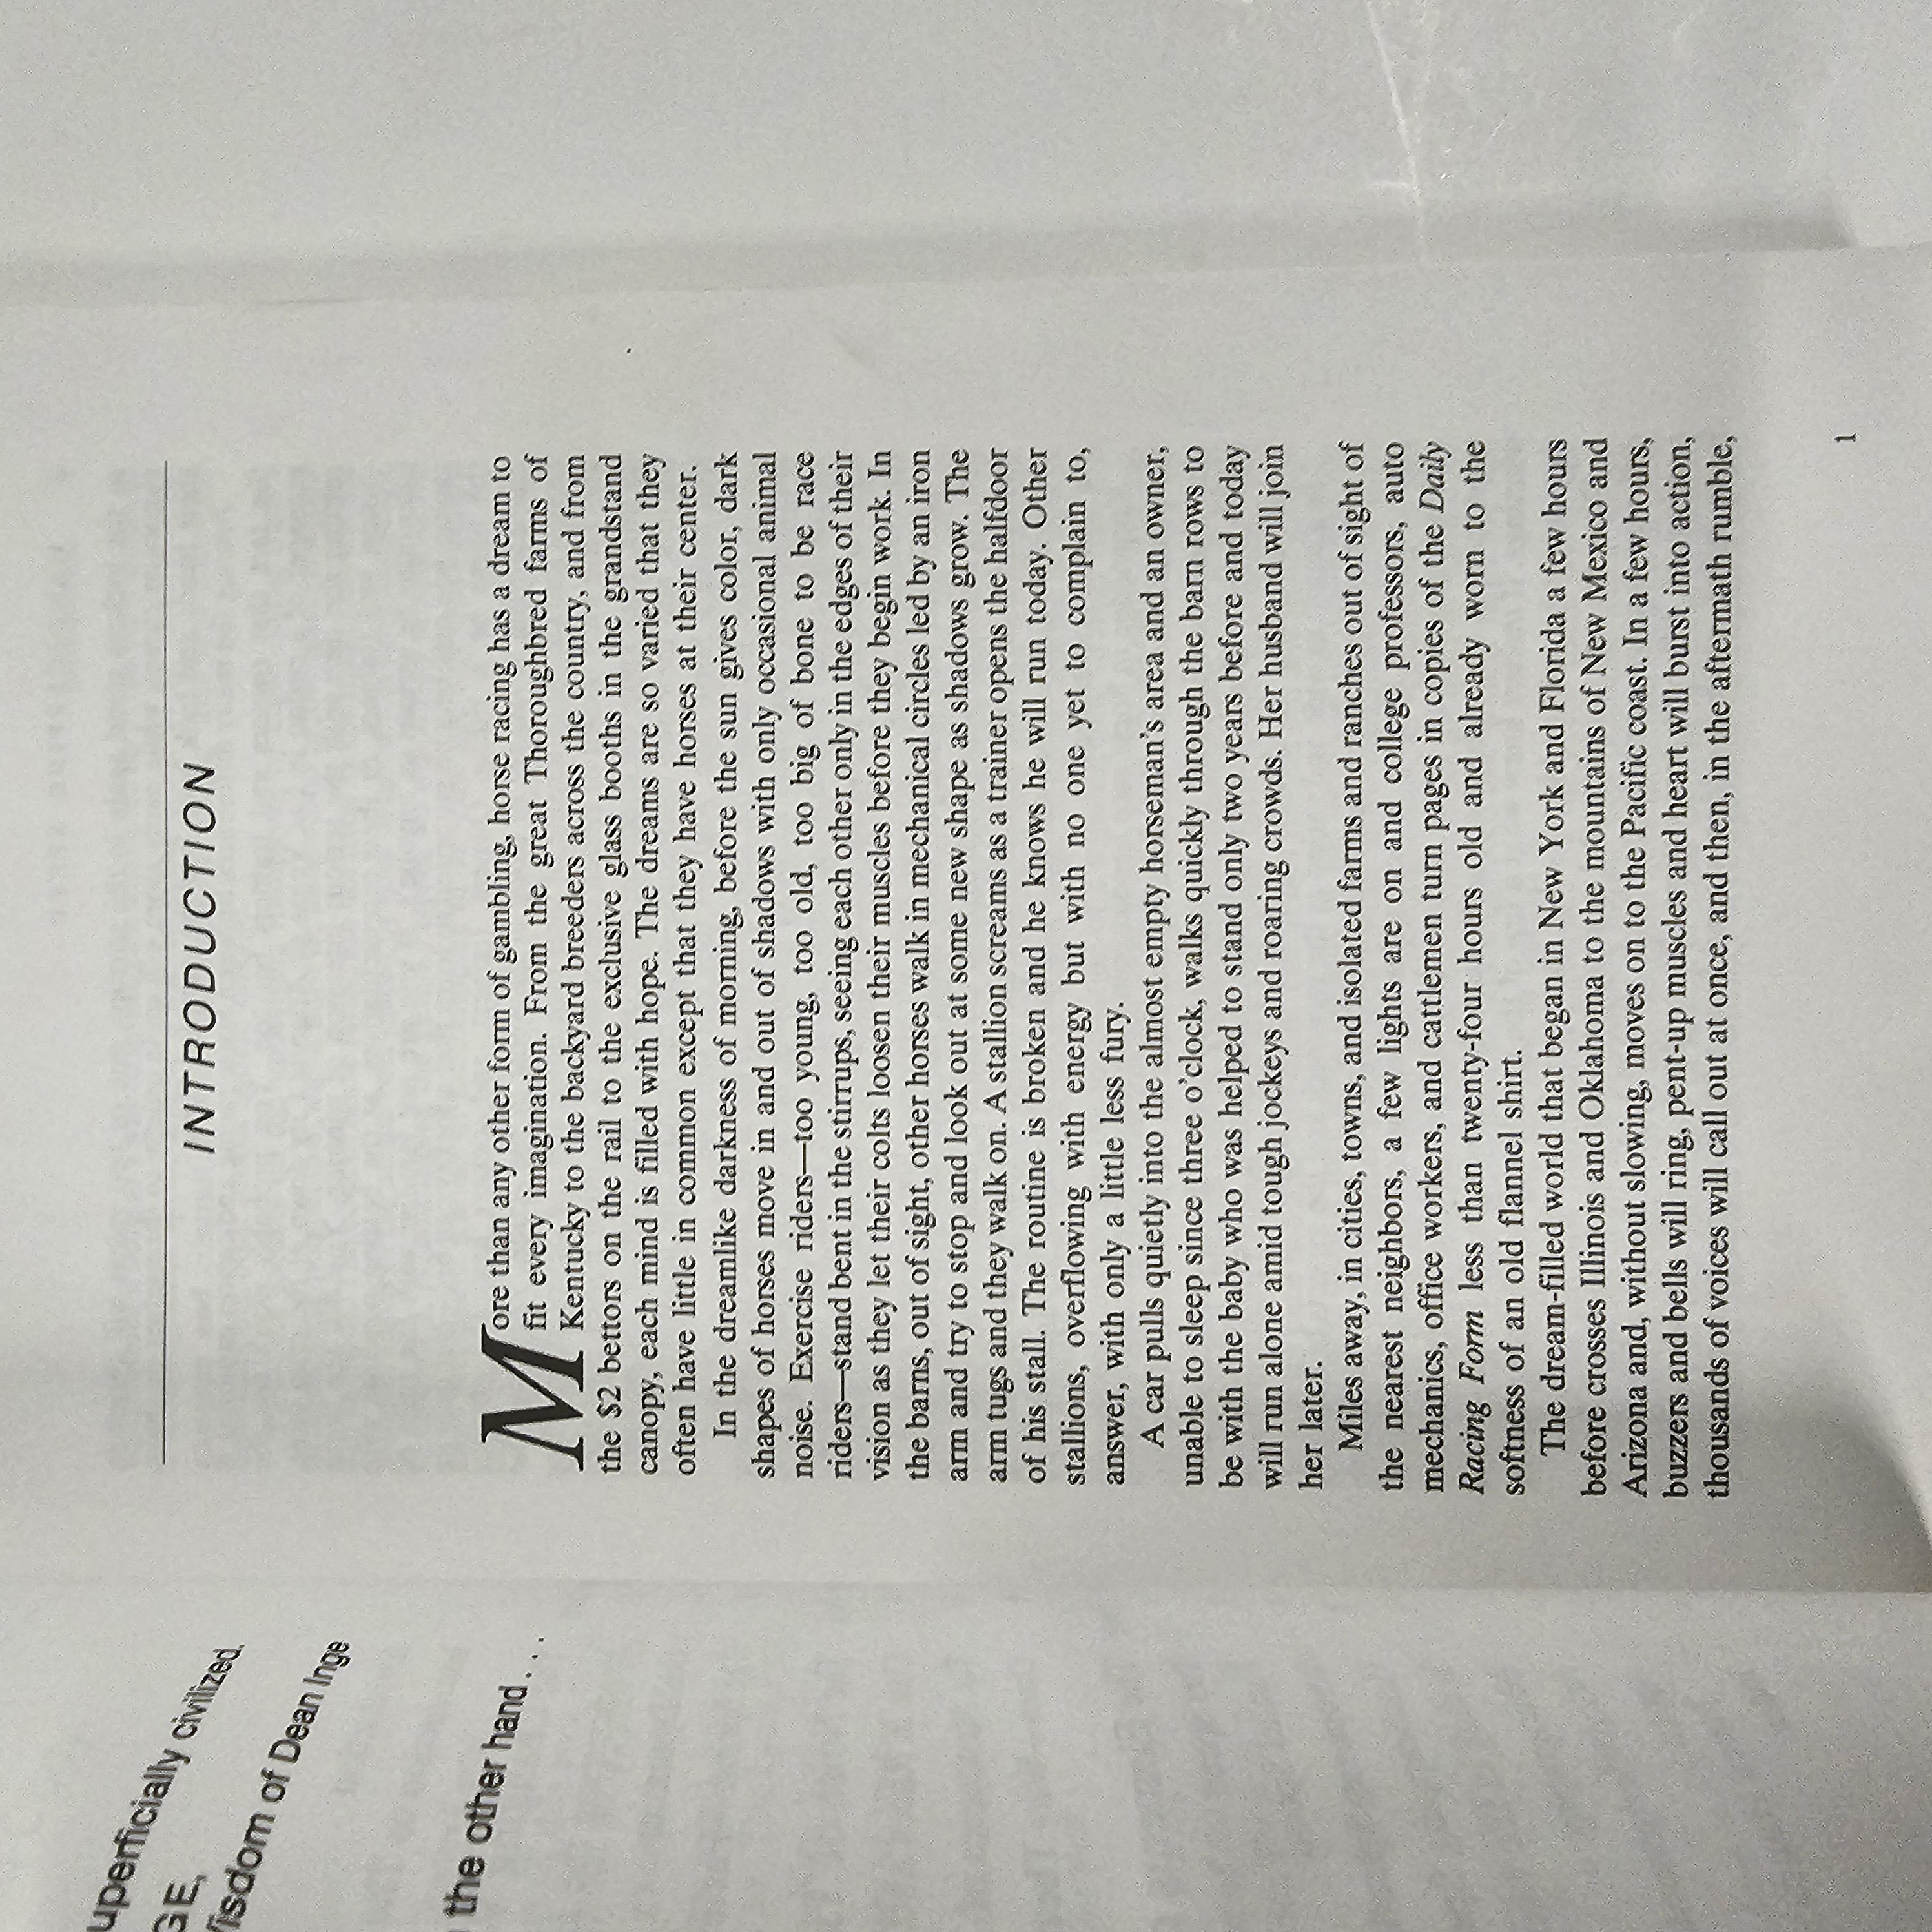 uperficially civilized.
GE,
isdom of Dean Inge
the other hand . . .
INTRODUCTION
More than any other form of gambling, horse racing has a dream to
fit every imagination. From the great Thoroughbred farms of
Kentucky to the backyard breeders across the country, and from
the $2 bettors on the rail to the exclusive glass booths in the grandstand
canopy, each mind is filled with hope. The dreams are so varied that they
often have little in common except that they have horses at their center.
In the dreamlike darkness of morning, before the sun gives color, dark
shapes of horses move in and out of shadows with only occasional animal
noise. Exercise riders—too young, too old, too big of bone to be race
riders—stand bent in the stirrups, seeing each other only in the edges of their
vision as they let their colts loosen their muscles before they begin work. In
the barns, out of sight, other horses walk in mechanical circles led by an iron
arm and try to stop and look out at some new shape as shadows grow. The
arm tugs and they walk on. A stallion screams as a trainer opens the halfdoor
of his stall. The routine is broken and he knows he will run today. Other
stallions, overflowing with energy but with no one yet to complain to,
answer, with only a little less fury.
A car pulls quietly into the almost empty horseman's area and an owner,
unable to sleep since three o'clock, walks quickly through the barn rows to
be with the baby who was helped to stand only two years before and today
will run alone amid tough jockeys and roaring crowds. Her husband will join
her later.
Miles away, in cities, towns, and isolated farms and ranches out of sight of
the nearest neighbors, a few lights are on and college professors, auto
mechanics, office workers, and cattlemen turn pages in copies of the Daily
Racing Form less than twenty-four hours old and already worn to the
softness of an old flannel shirt.
The dream-filled world that began in New York and Florida a few hours
before crosses Illinois and Oklahoma to the mountains of New Mexico and
Arizona and, without slowing, moves on to the Pacific coast. In a few hours,
buzzers and bells will ring, pent-up muscles and heart will burst into action,
thousands of voices will call out at once, and then, in the aftermath rumble,
1